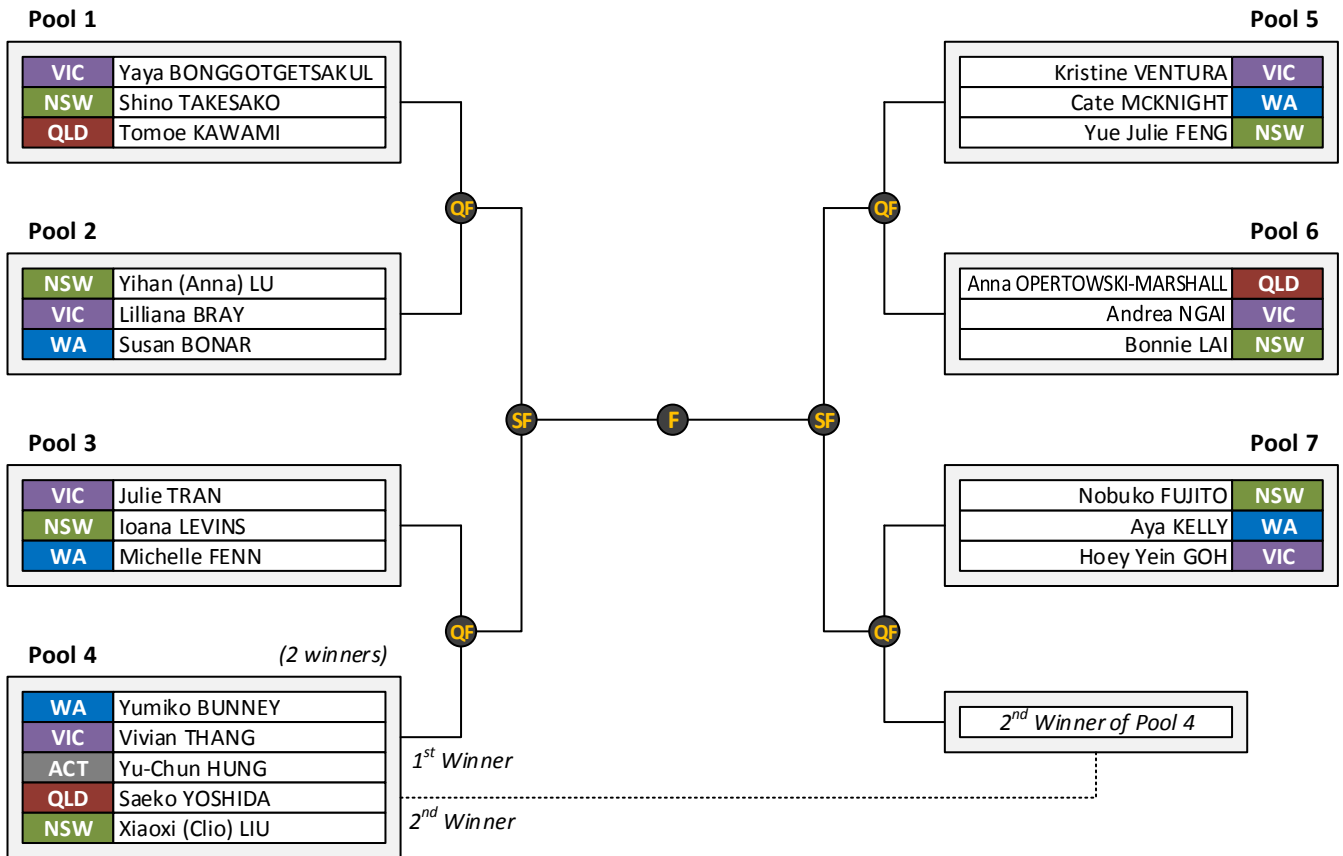 Pool 1
VIC Yaya BONGGOTGETSAKUL
NSW Shino TAKESAKO
QLD Tomoe KAWAMI
Pool 2
NSW Yihan (Anna) LU
VIC Lilliana BRAY
WA Susan BONAR
Pool 3
VIC Julie TRAN
NSW Ioana LEVINS
WA Michelle FENN
Pool 4 (2 winners)
WA Yumiko BUNNEY
VIC Vivian THANG
ACT Yu-Chun HUNG
QLD Saeko YOSHIDA
NSW Xiaoxi (Clio) LIU
1st Winner
2nd Winner
QF
QF
SF
F
SF
QF
QF
Pool 5
Kristine VENTURA VIC
Cate MCKNIGHT WA
Yue Julie FENG NSW
Pool 6
Anna OPERTOWSKI-MARSHALL QLD
Andrea NGAI VIC
Bonnie LAI NSW
Pool 7
Nobuko FUJITO NSW
Aya KELLY WA
Hoey Yein GOH VIC
2nd Winner of Pool 4